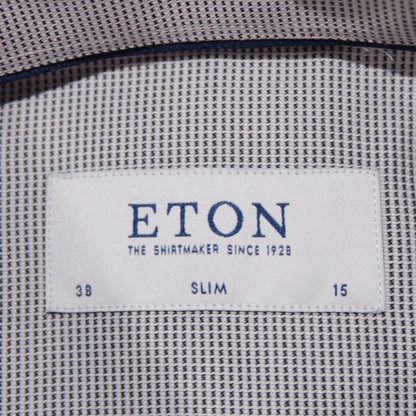 ETON
THE SHIRTMAKER SINCE 1928
38 SLIM 15